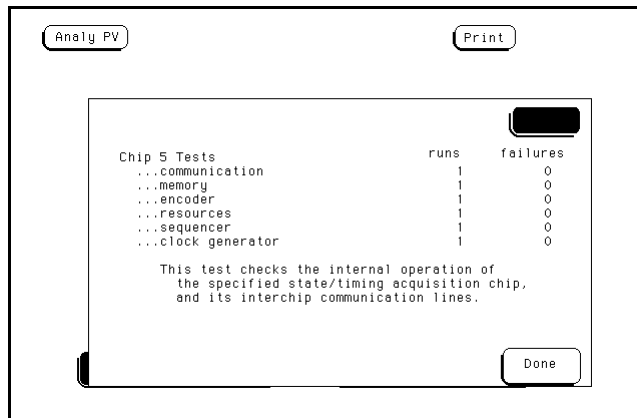 Analy PV Print
Chip 5 Tests runs failures
...communication 1 0
...memory 1 0
...encoder 1 0
...resources 1 0
...sequencer 1 0
...clock generator 1 0
This test checks the internal operation of
the specified state/timing acquisition chip,
and its interchip communication lines.
Done